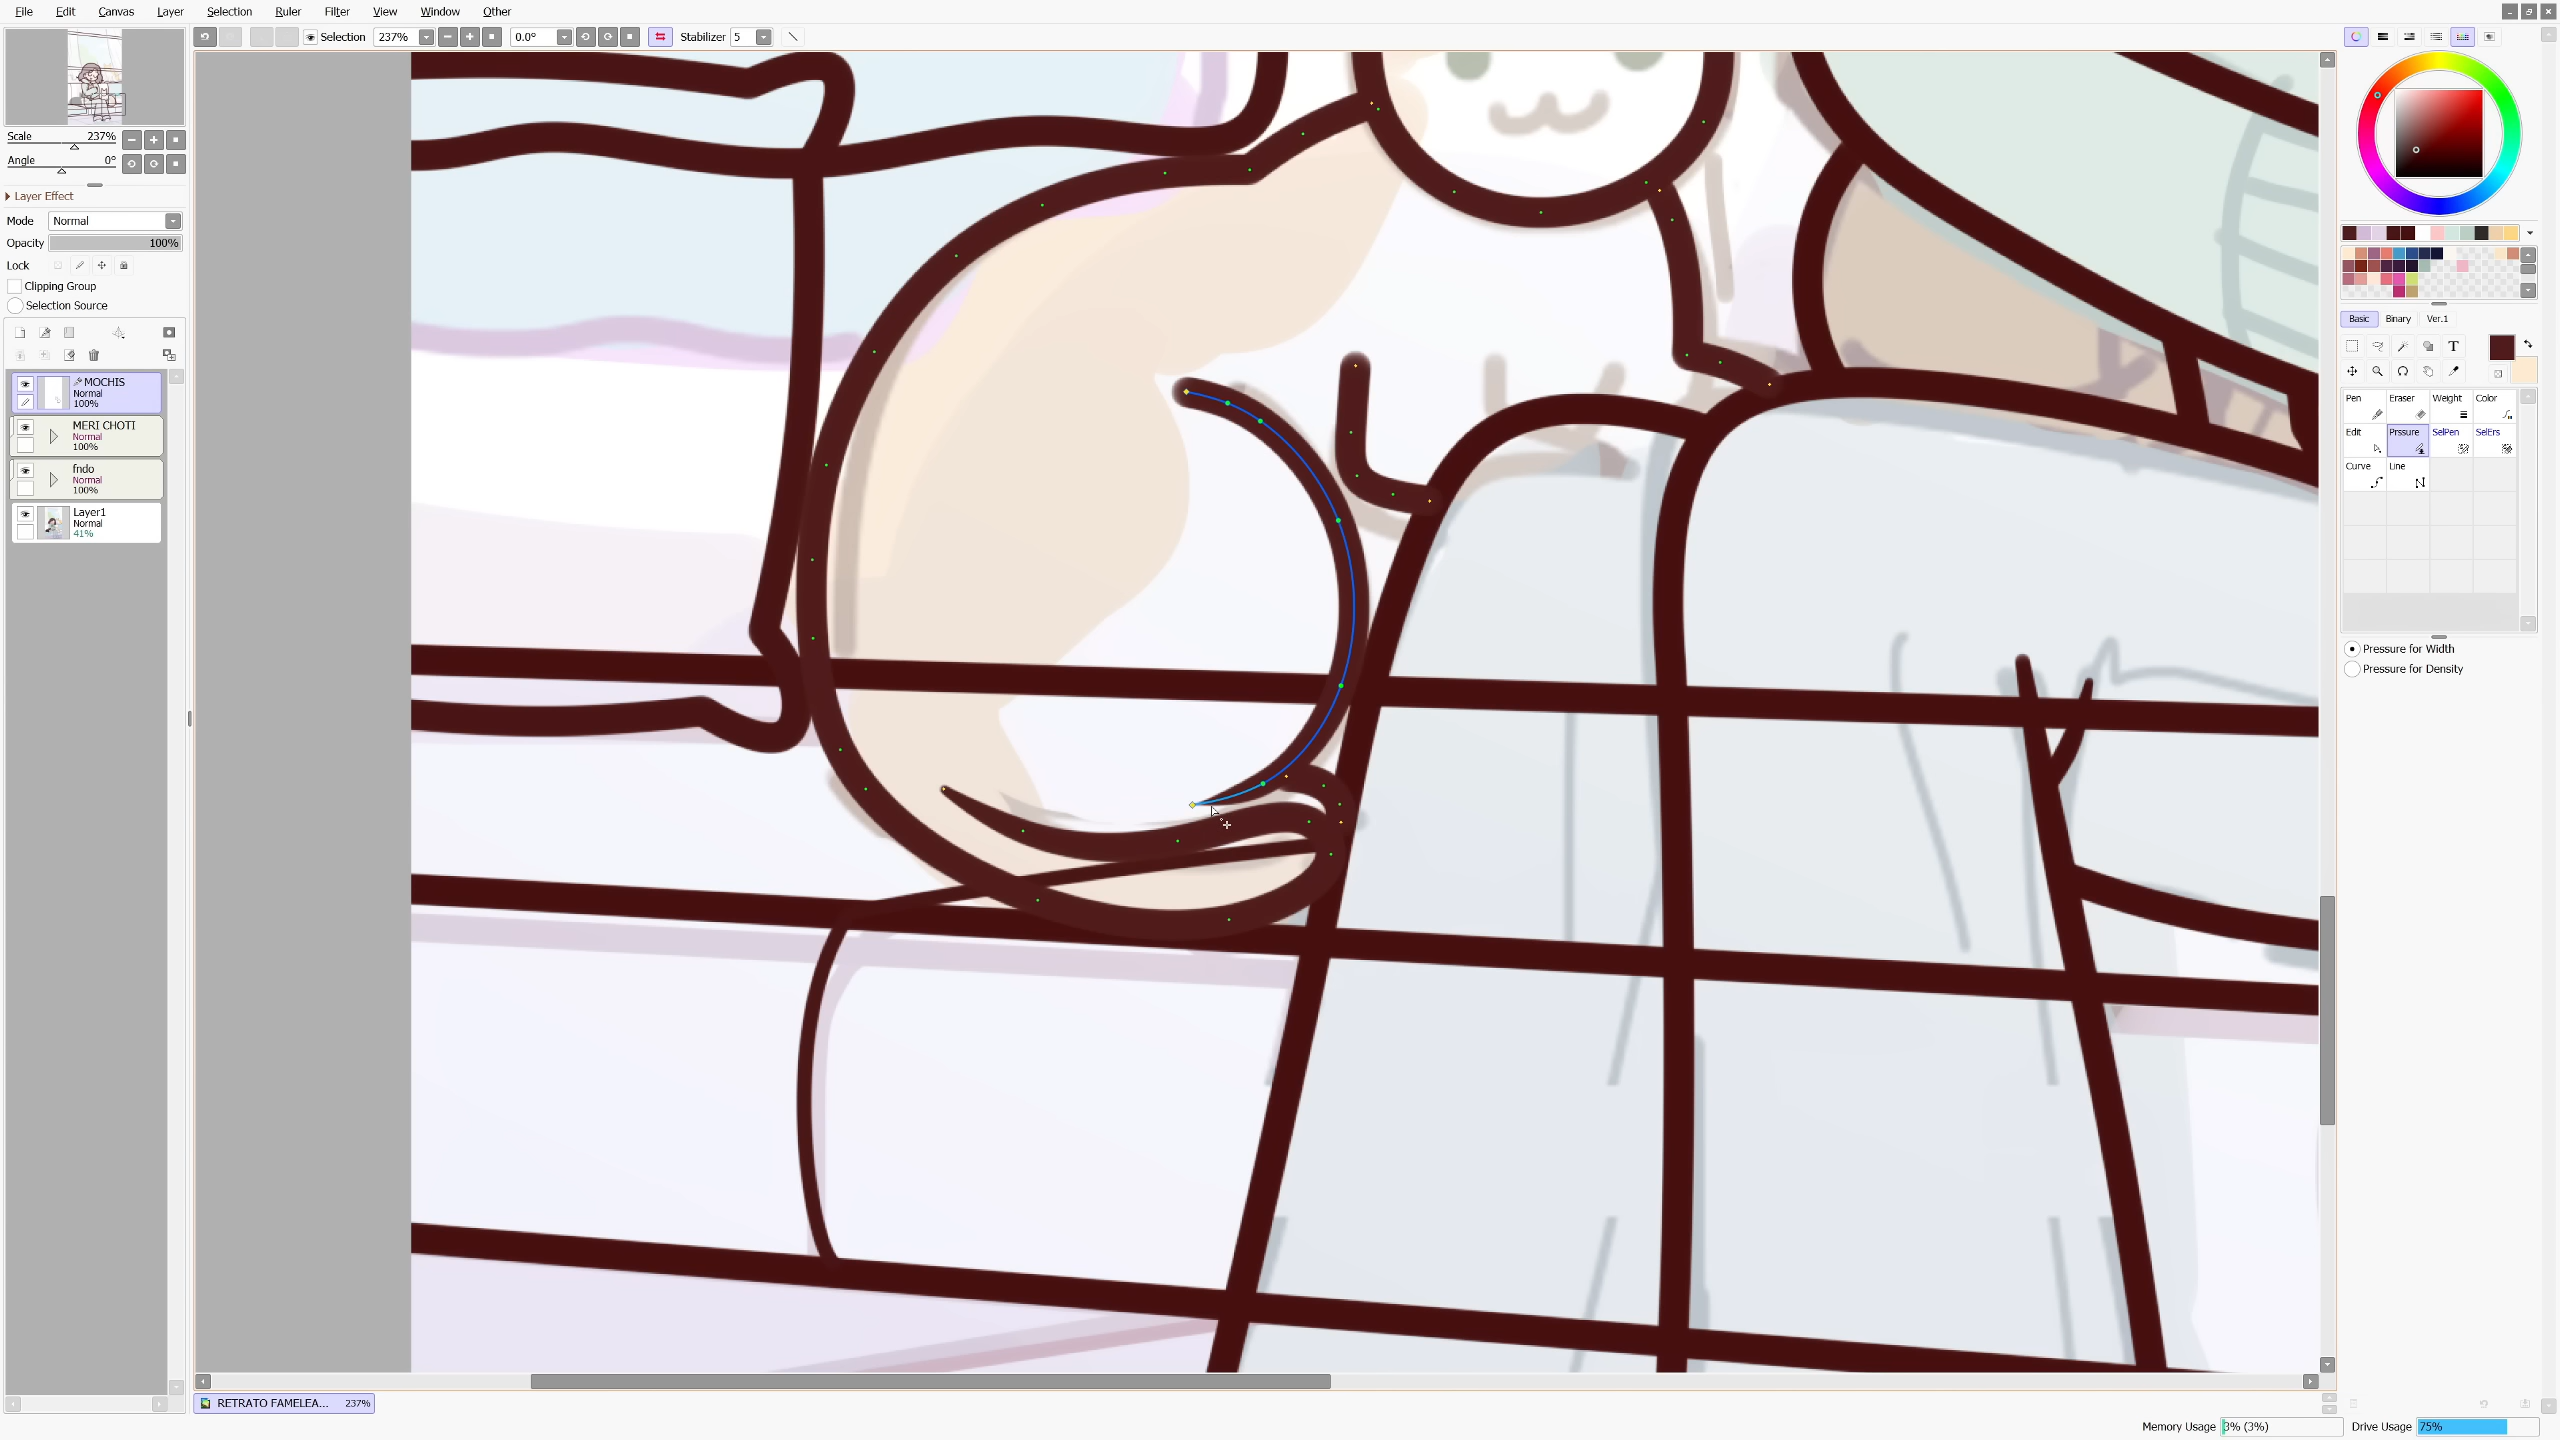 File Edit Canvas Layer Selection Ruler Filter View Window Other
Selection 237% 0.0° Stabilizer 5
Scale 237%
Angle 0°
Layer Effect
Mode Normal
Opacity 100%
Lock
Clipping Group
Selection Source
MOCHIS
Normal
100%
MERI CHOTI
Normal
100%
fndo
Normal
100%
Layer1
Normal
41%
Basic Binary Ver.1
T
Pen Eraser Weight Color
Edit Prssure SelPen SelErs
Curve Line
Pressure for Width
Pressure for Density
RETRATO FAMELEA... 237%
Memory Usage 3% (3%) Drive Usage 75%